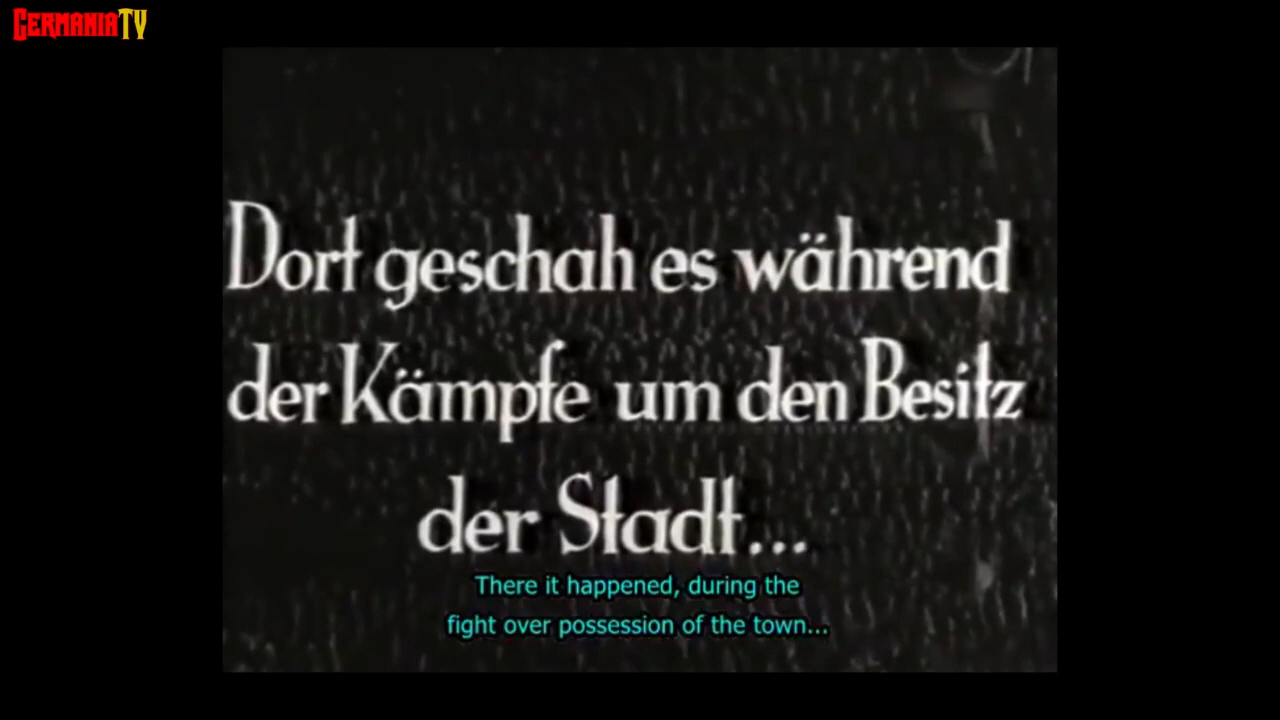 GERMANIATV
Dort geschah es während
der Kämpfe um den Besitz
der Stadt...
There it happened, during the
fight over possession of the town...